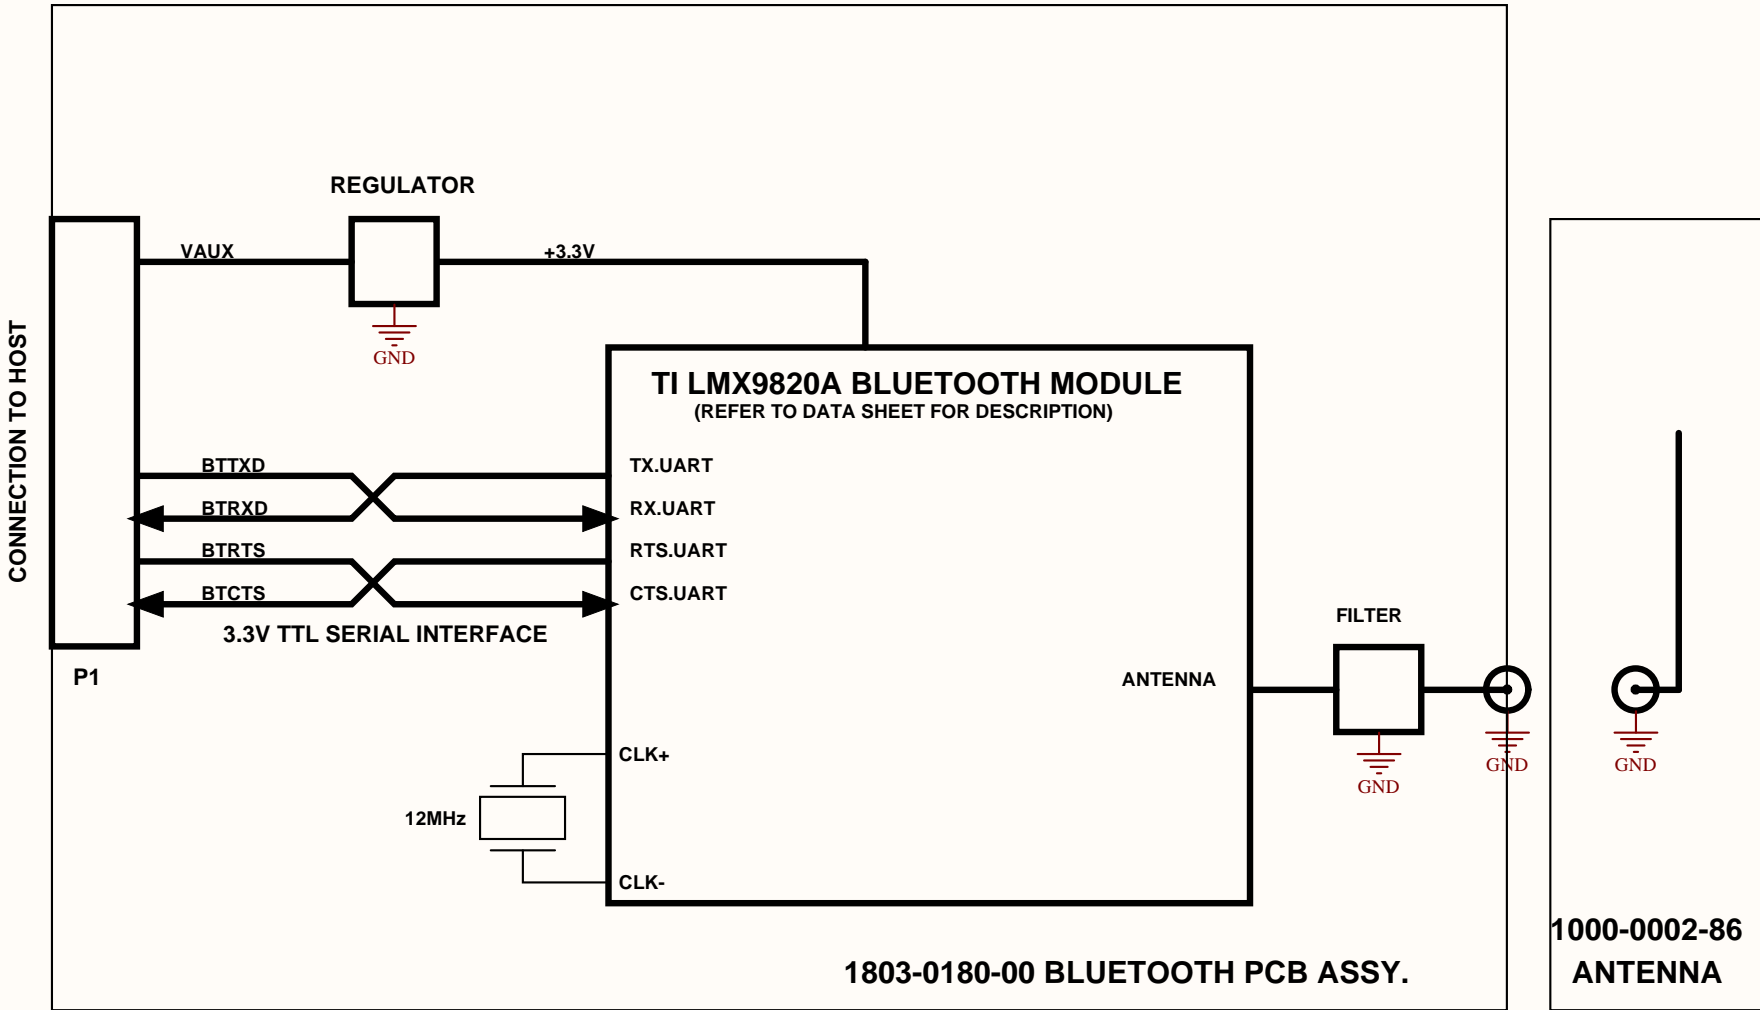 REGULATOR
VAUX
+3.3V
GND
CONNECTION TO HOST
TI LMX9820A BLUETOOTH MODULE
(REFER TO DATA SHEET FOR DESCRIPTION)
BTTXD
TX.UART
BTRXD
RX.UART
BTRTS
RTS.UART
BTCTS
CTS.UART
3.3V TTL SERIAL INTERFACE
P1
FILTER
ANTENNA
GND
GND
GND
CLK+
12MHz
CLK-
1803-0180-00 BLUETOOTH PCB ASSY.
1000-0002-86
ANTENNA